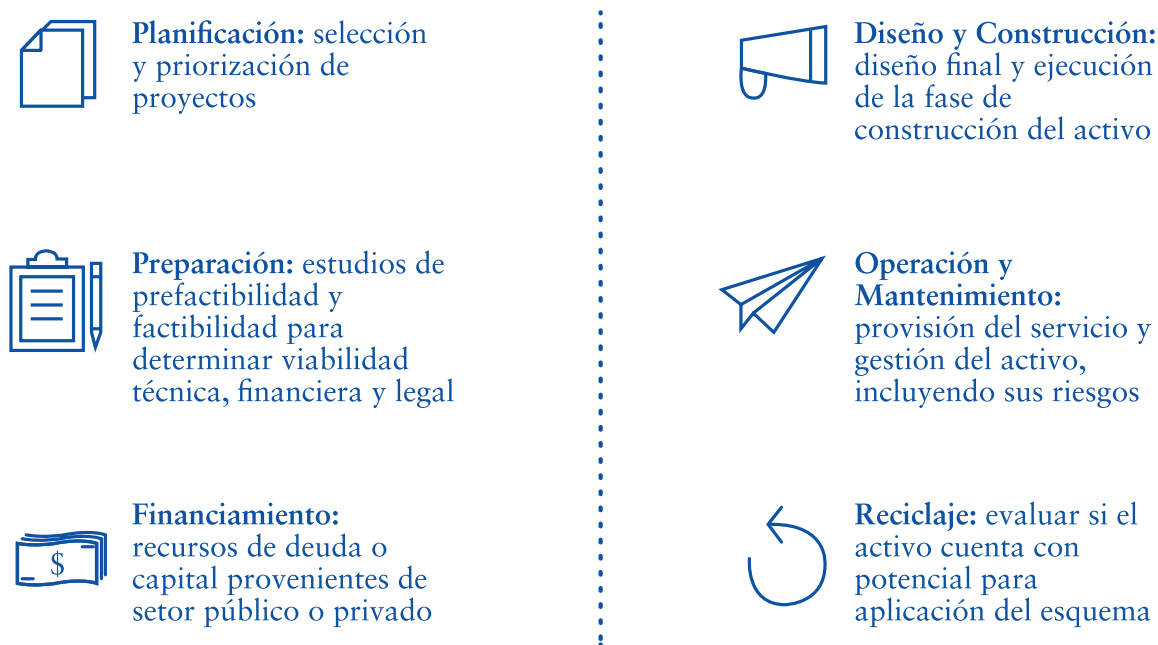 Planificación: selección
y priorización de
proyectos
Preparación: estudios de
prefactibilidad y
factibilidad para
determinar viabilidad
técnica, financiera y legal
$
Financiamiento:
recursos de deuda o
capital provenientes de
setor público o privado
Diseño y Construcción:
diseño final y ejecución
de la fase de
construcción del activo
Operación y
Mantenimiento:
provisión del servicio y
gestión del activo,
incluyendo sus riesgos
Reciclaje: evaluar si el
activo cuenta con
potencial para
aplicación del esquema